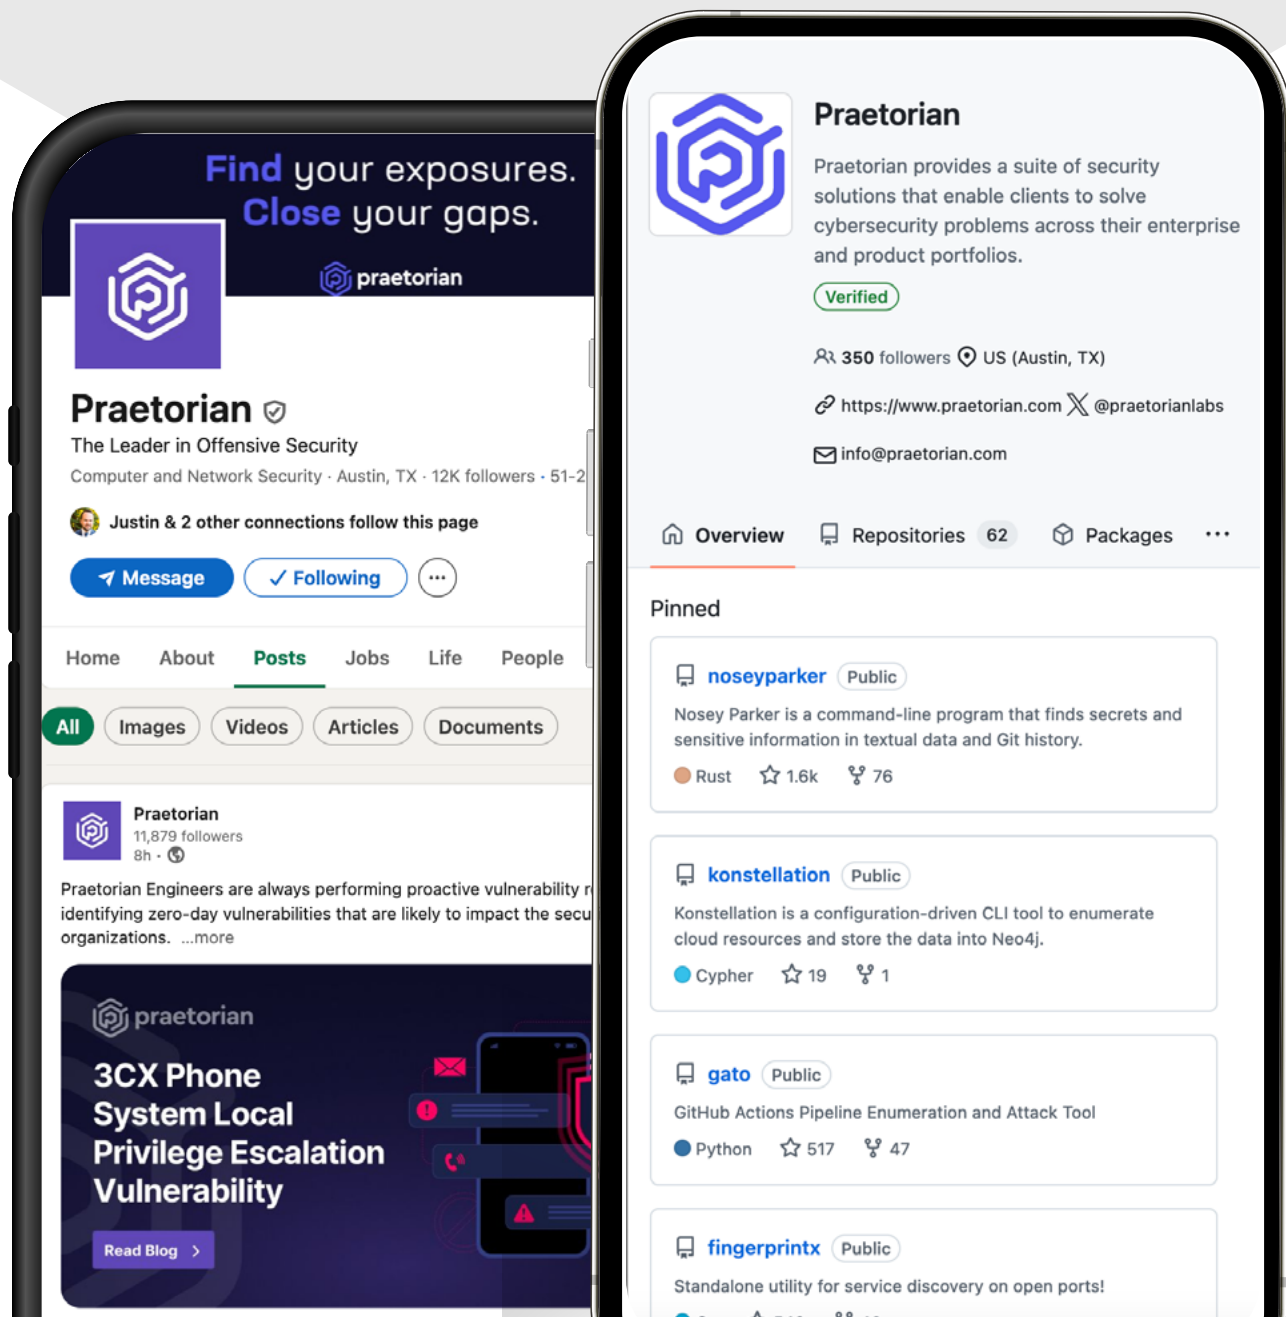 Find your exposures.
Close your gaps.
praetorian
Praetorian
The Leader in Offensive Security
Computer and Network Security · Austin, TX · 12K followers · 51-2
Justin & 2 other connections follow this page
Message
Following
Home About Posts Jobs Life People
All Images Videos Articles Documents
Praetorian
11,879 followers
8h ·
Praetorian Engineers are always performing proactive vulnerability
identifying zero-day vulnerabilities that are likely to impact the
organizations. ...more
praetorian
3CX Phone
System Local
Privilege Escalation
Vulnerability
Read Blog >
Praetorian
Praetorian provides a suite of security
solutions that enable clients to solve
cybersecurity problems across their enterprise
and product portfolios.
Verified
350 followers US (Austin, TX)
https://www.praetorian.com @praetorianlabs
info@praetorian.com
Overview Repositories 62 Packages ...
Pinned
noseyparker Public
Nosey Parker is a command-line program that finds secrets and
sensitive information in textual data and Git history.
Rust 1.6k 76
konstellation Public
Konstellation is a configuration-driven CLI tool to enumerate
cloud resources and store the data into Neo4j.
Cypher 19 1
gato Public
GitHub Actions Pipeline Enumeration and Attack Tool
Python 517 47
fingerprintx Public
Standalone utility for service discovery on open ports!